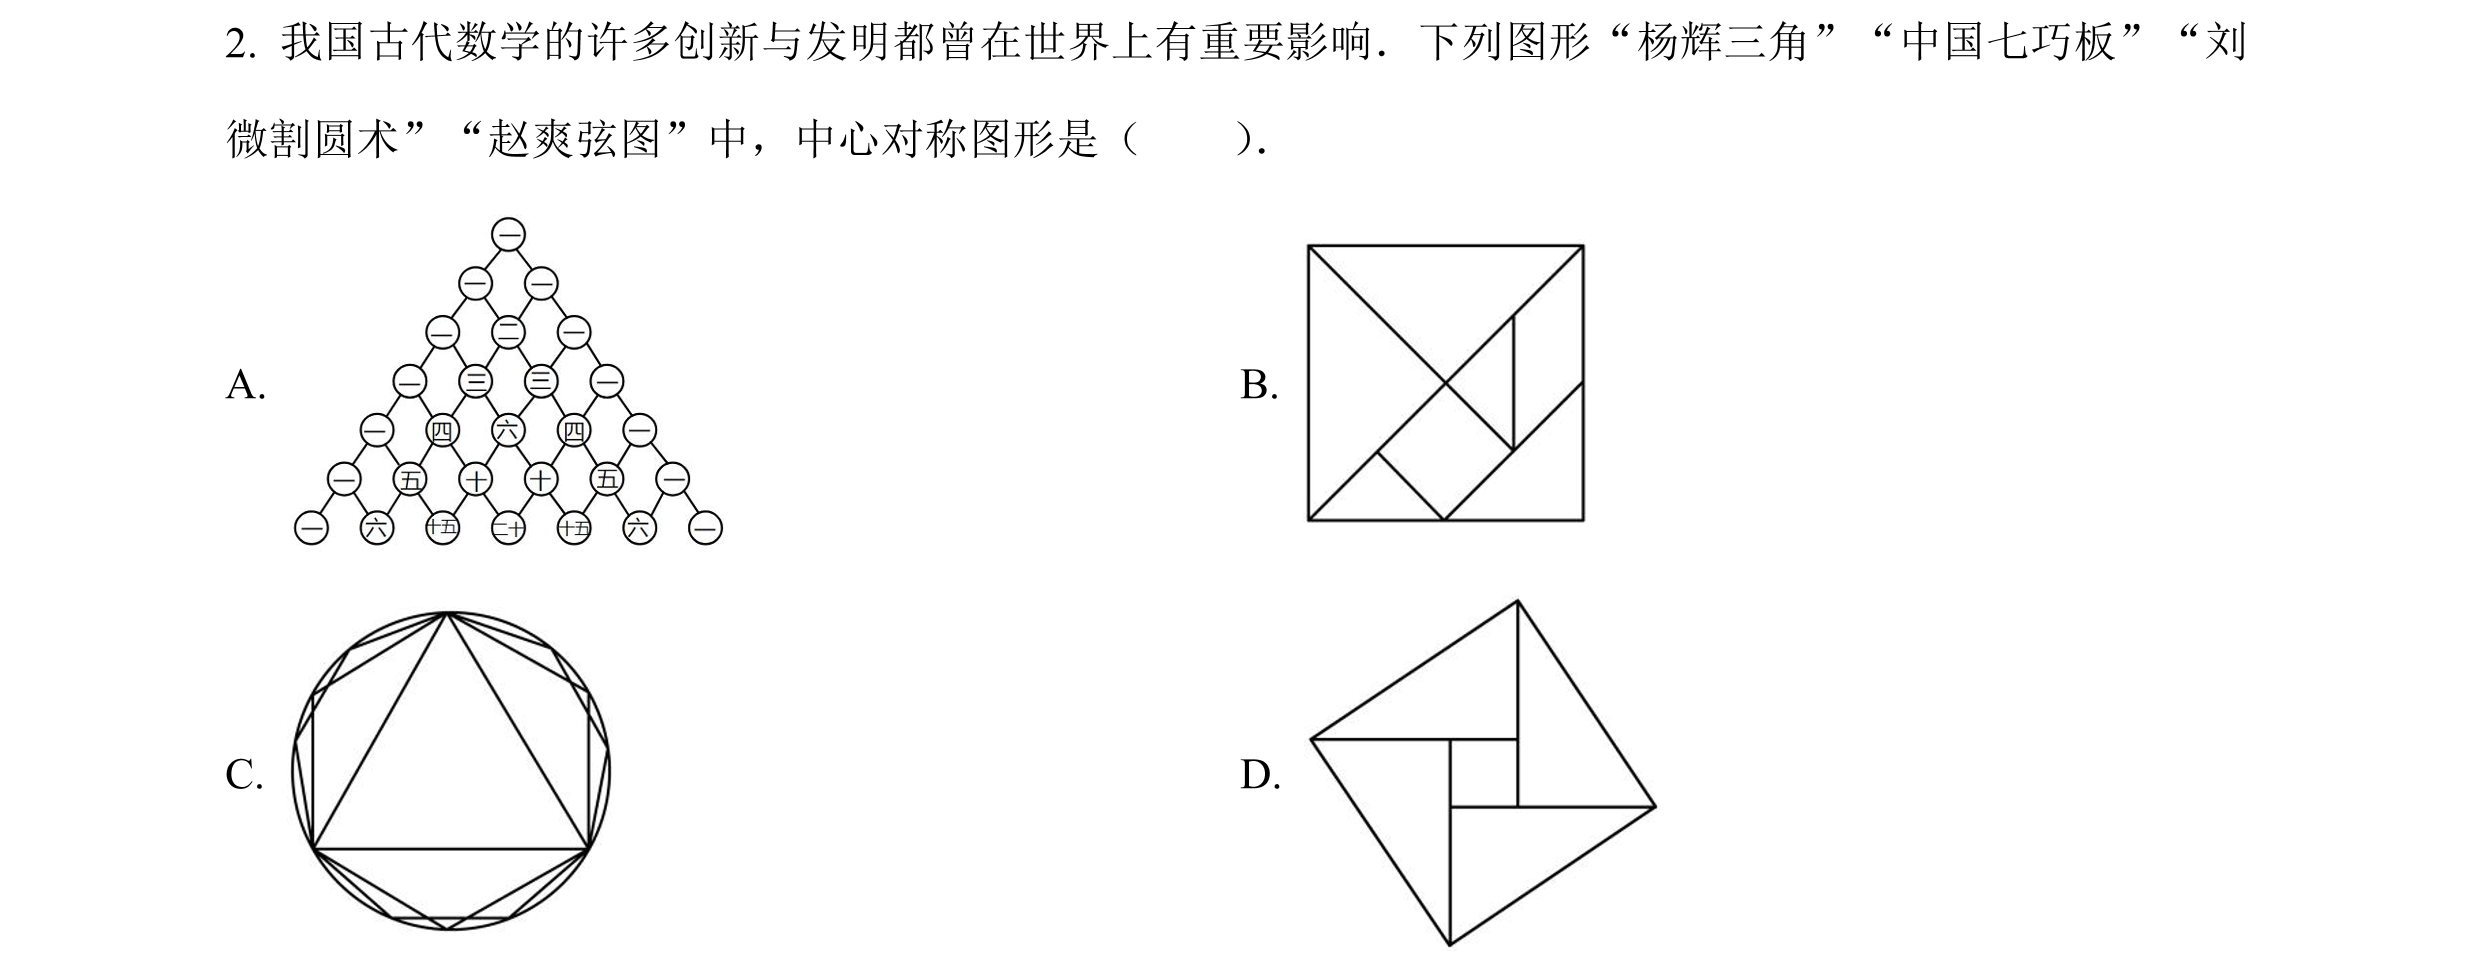 2. 我国古代数学的许多创新与发明都曾在世界上有重要影响．下列图形“杨辉三角”“中国七巧板”“刘
微割圆术”“赵爽弦图”中，中心对称图形是（　　）．
A.
一
一 一
一 二 一
一 三 三 一
一 四 六 四 一
一 五 十 十 五 一
一 六 十五 二十 十五 六 一
B.
C.
D.